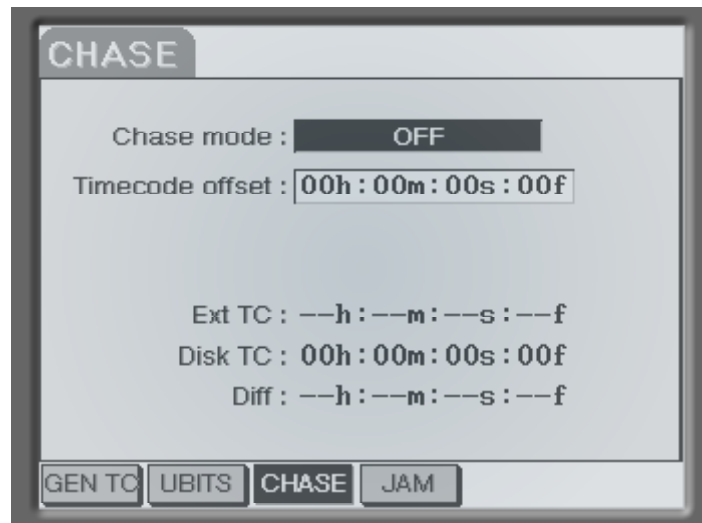 CHASE
Chase mode : OFF
Timecode offset : 00h:00m:00s:00f
Ext TC : --h:--m:--s:--f
Disk TC : 00h:00m:00s:00f
Diff : --h:--m:--s:--f
GEN TC UBITS CHASE JAM